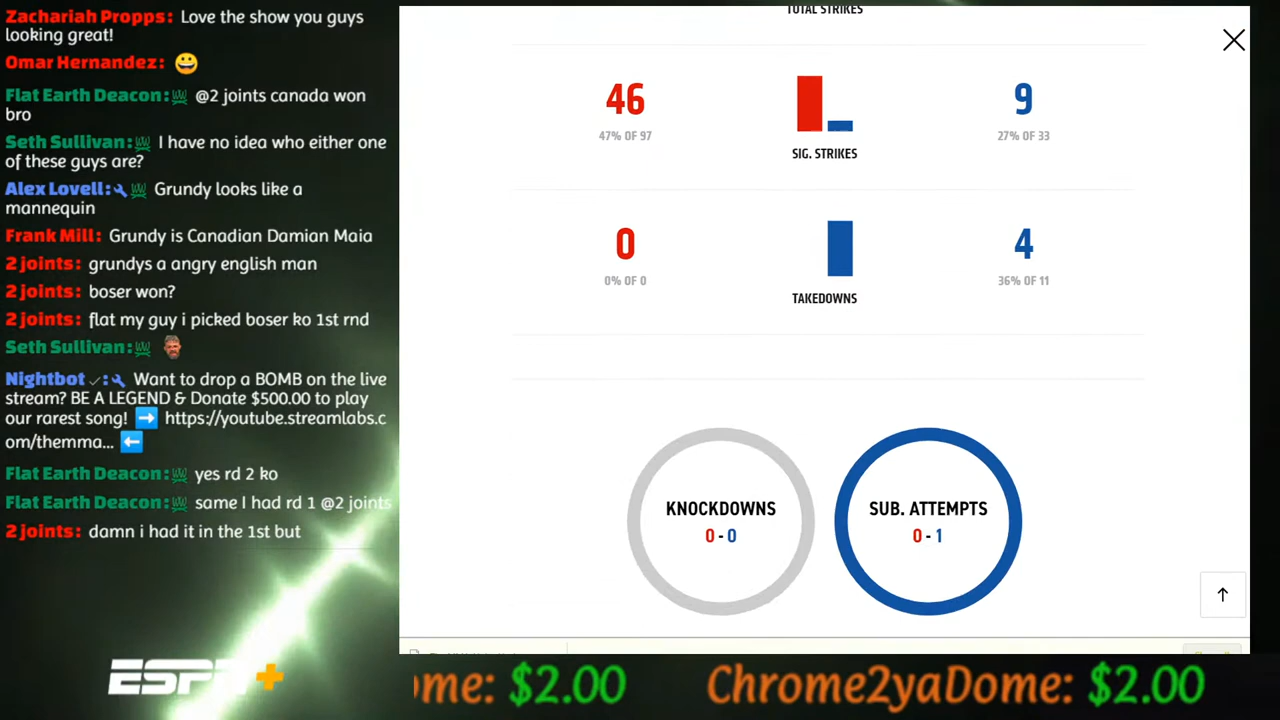 Zachariah Propps: Love the show you guys
looking great!
Omar Hernandez: 😀
Flat Earth Deacon: @2 joints canada won
bro
Seth Sullivan: I have no idea who either one
of these guys are?
Alex Lovell: Grundy looks like a
mannequin
Frank Mill: Grundy is Canadian Damian Maia
2 joints: grundys a angry english man
2 joints: boser won?
2 joints: flat my guy i picked boser ko 1st rnd
Seth Sullivan:
Nightbot ✓: Want to drop a BOMB on the live
stream? BE A LEGEND & Donate $500.00 to play
our rarest song! ➡ https://youtube.streamlabs.c
om/themma... ⬅
Flat Earth Deacon: yes rd 2 ko
Flat Earth Deacon: same I had rd 1 @2 joints
2 joints: damn i had it in the 1st but
ESPN+
TOTAL STRIKES
46 9
47% OF 97 27% OF 33
SIG. STRIKES
0 4
0% OF 0 36% OF 11
TAKEDOWNS
KNOCKDOWNS
0 - 0
SUB. ATTEMPTS
0 - 1
ome: $2.00 Chrome2yaDome: $2.00